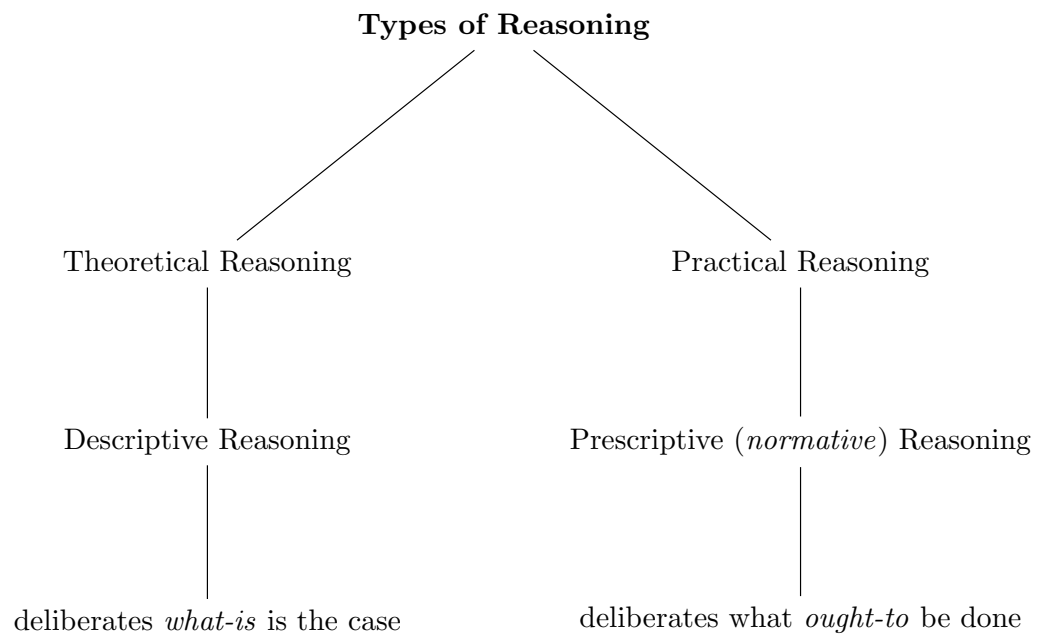 Types of Reasoning
Theoretical Reasoning
Practical Reasoning
Descriptive Reasoning
Prescriptive (normative) Reasoning
deliberates what-is is the case
deliberates what ought-to be done